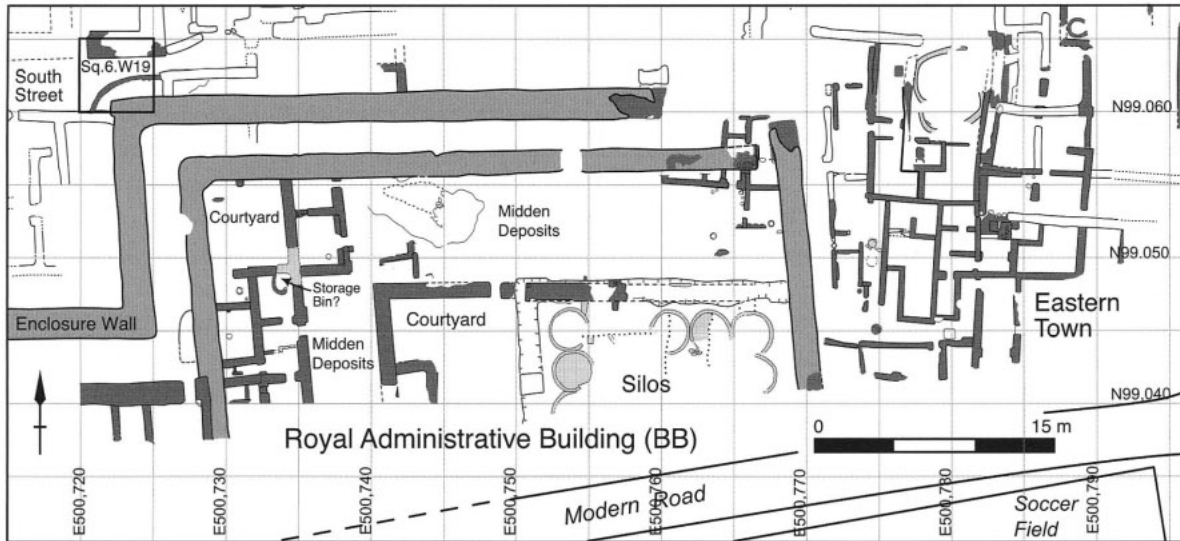 Sq.6.W19
South
Street
N99.060
Courtyard
Midden
Deposits
N99.050
Storage
Bin?
Enclosure Wall
Courtyard
Eastern
Town
Midden
Deposits
Silos
N99.040
Royal Administrative Building (BB)
0
15 m
E500,720
E500,730
E500,740
E500,750
E500,760
E500,770
E500,780
E500,790
Modern Road
Soccer
Field